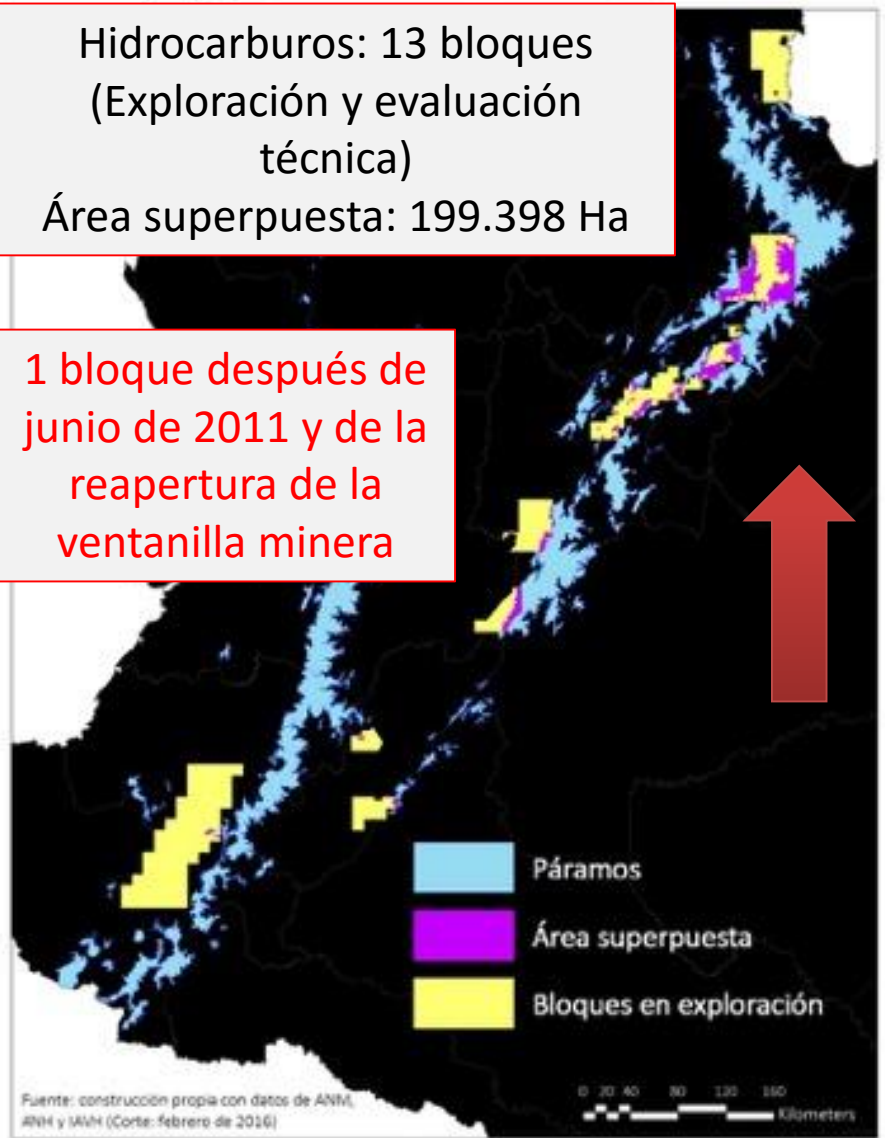 Hidrocarburos: 13 bloques
(Exploración y evaluación
técnica)
Área superpuesta: 199.398 Ha
1 bloque después de
junio de 2011 y de la
reapertura de la
ventanilla minera
Páramos
Área superpuesta
Bloques en exploración
Fuente: construcción propia con datos de ANM,
ANH y IAVH (Corte: febrero de 2016)
0 20 40 80 120 160
Kilometers